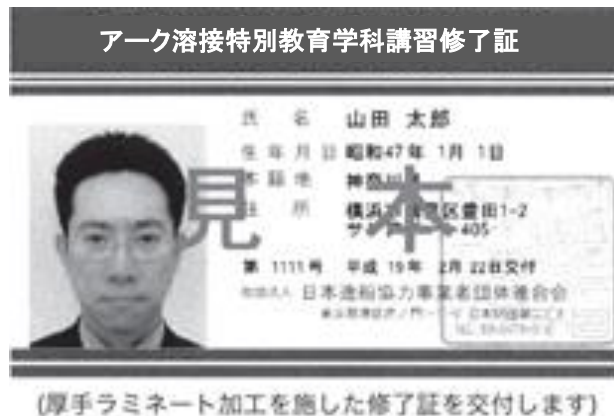 アーク溶接特別教育学科講習修了証
氏 名 山田 太郎
生年月日 昭和47年 1月 1日
本籍地 神奈川
住 所 横浜 区豊田1-2
405
見本
第 1111号 平成 19年 2月 22日交付
日本造船協力事業者団体連合会
(厚手ラミネート加工を施した修了証を交付します)